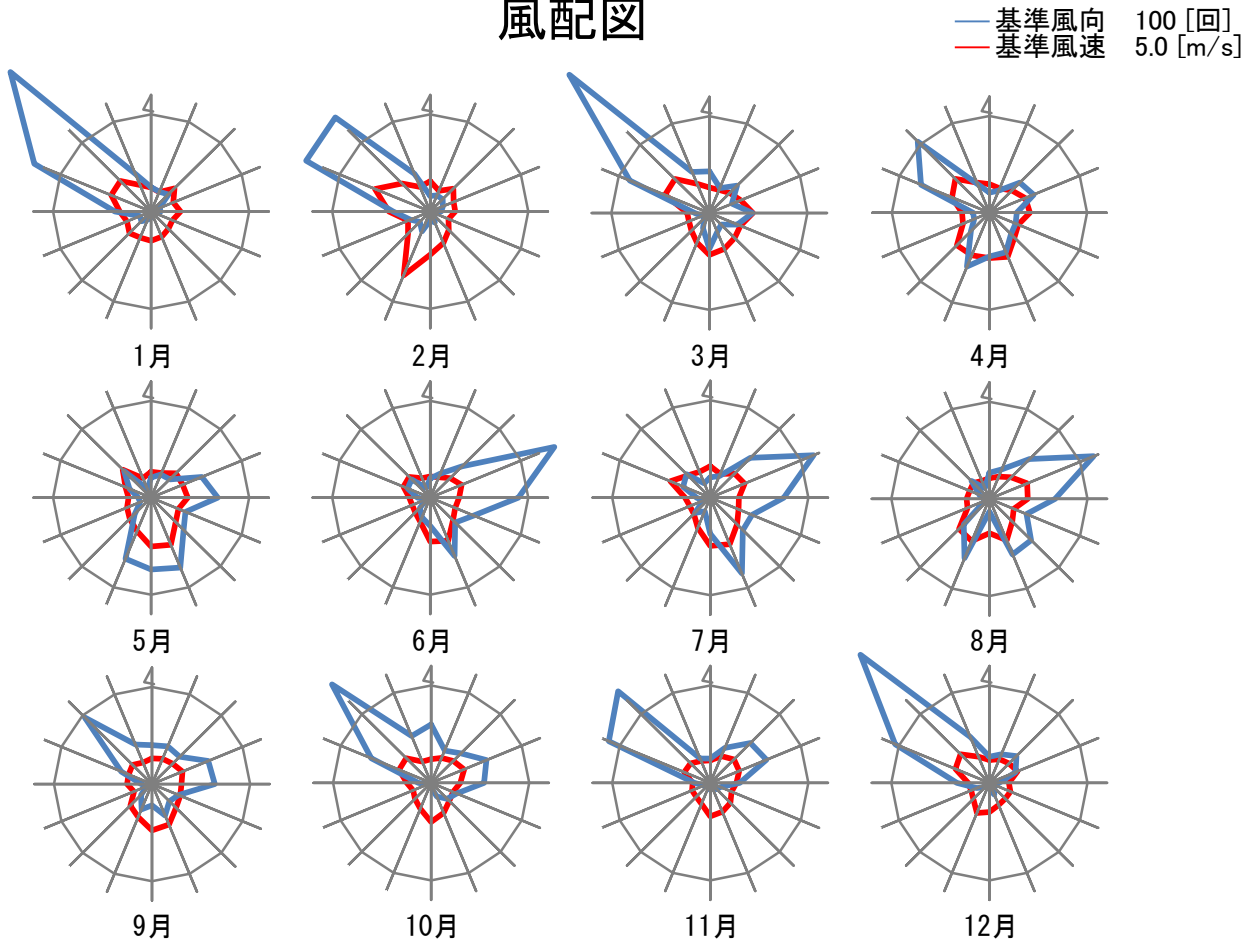 風配図
基準風向 100 [回]
基準風速 5.0 [m/s]
1月
2月
3月
4月
5月
6月
7月
8月
9月
10月
11月
12月